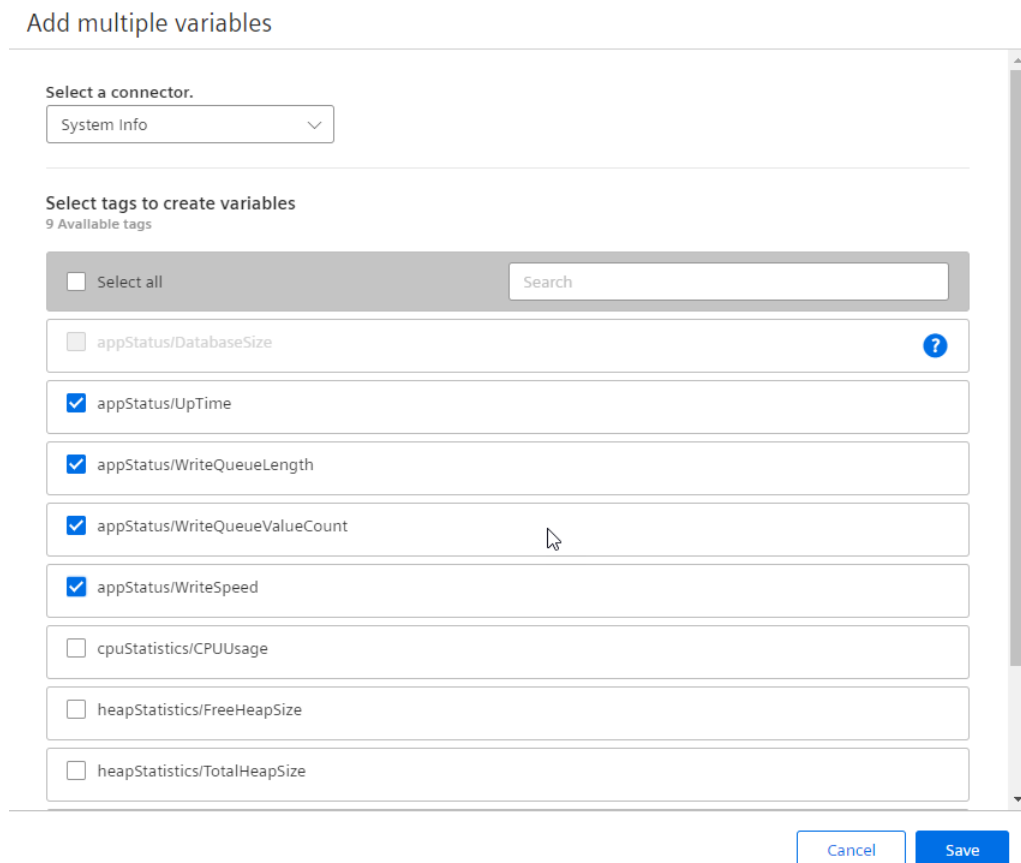 Add multiple variables
Select a connector.
System Info
Select tags to create variables
9 Available tags
Select all
Search
appStatus/DatabaseSize
?
appStatus/UpTime
appStatus/WriteQueueLength
appStatus/WriteQueueValueCount
appStatus/WriteSpeed
cpuStatistics/CPUUsage
heapStatistics/FreeHeapSize
heapStatistics/TotalHeapSize
Cancel
Save